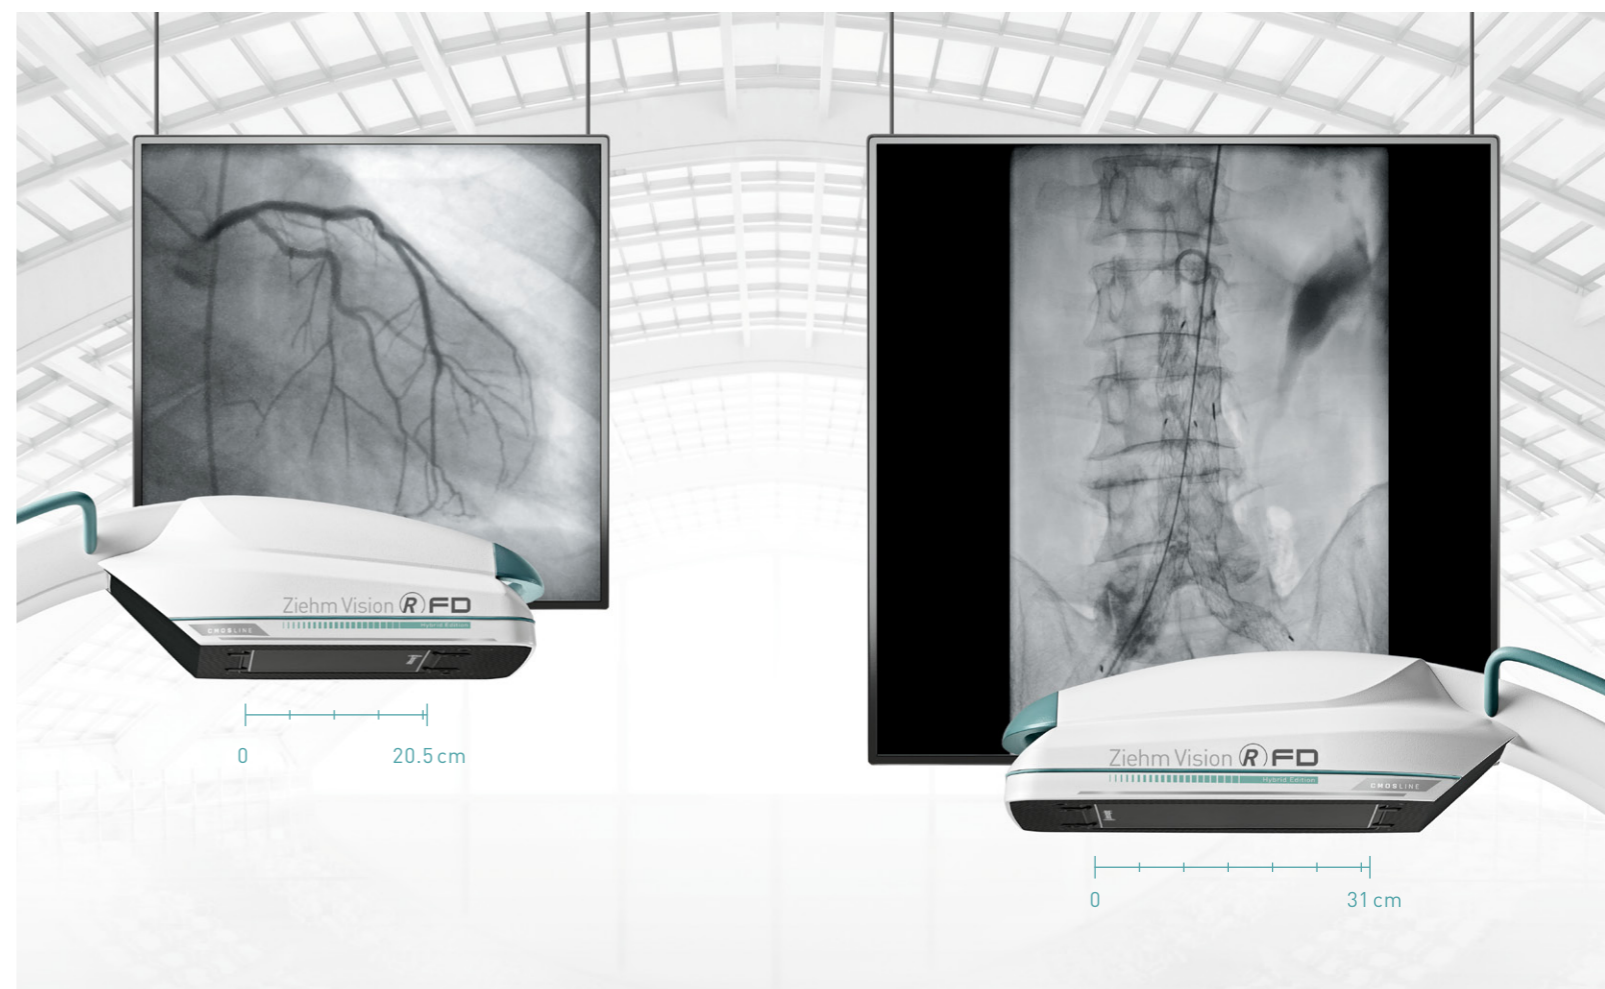 Ziehm Vision R FD
Hybrid Edition
CMOSLINE
0
20.5 cm
Ziehm Vision R FD
Hybrid Edition
CMOSLINE
0
31 cm